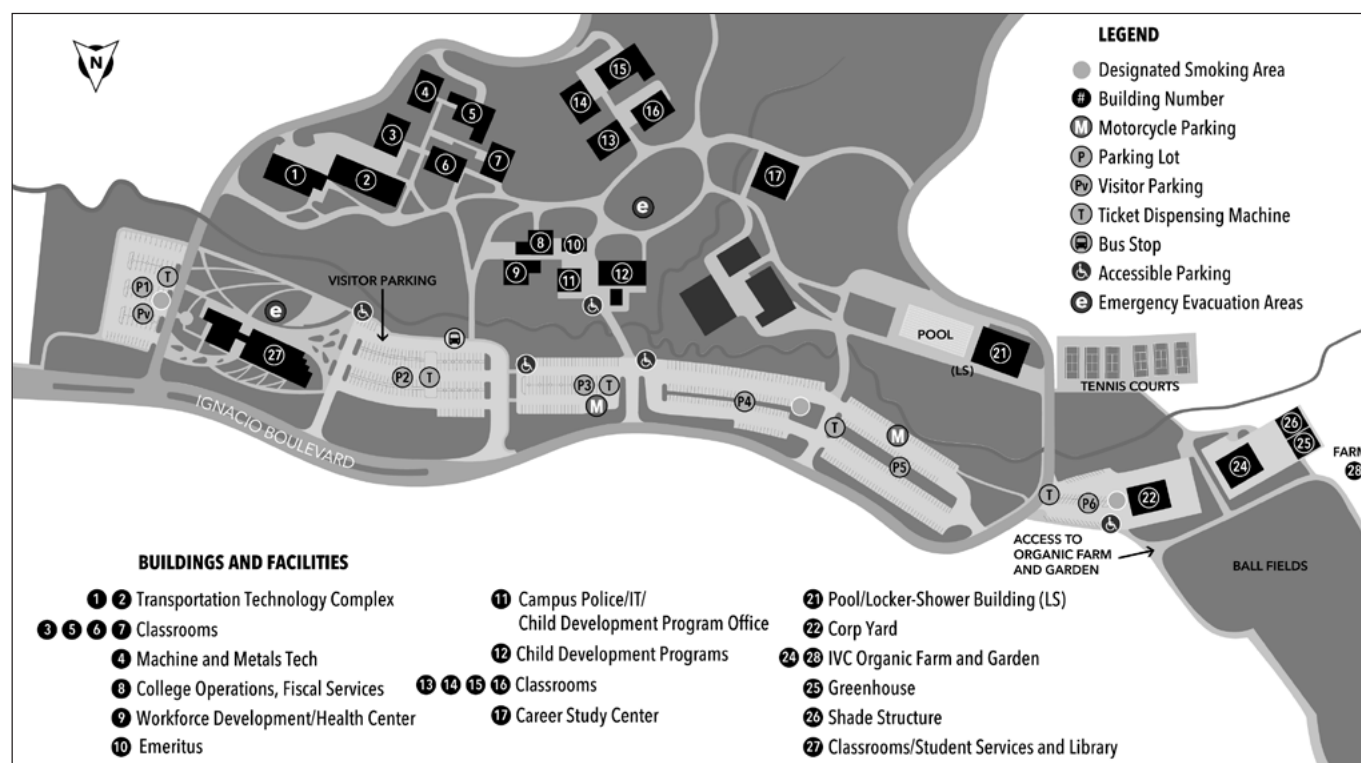 N
LEGEND
Designated Smoking Area
# Building Number
M Motorcycle Parking
P Parking Lot
Pv Visitor Parking
T Ticket Dispensing Machine
Bus Stop
Accessible Parking
e Emergency Evacuation Areas
15
4
14
5
16
3
13
6
7
1
2
17
e
8
10
9
11
12
VISITOR PARKING
T
P1
Pv
e
27
P2 T
P3 T
M
P4
T
M
P5
POOL
21
(LS)
TENNIS COURTS
26
25
24
FARM
28
T
P6
22
IGNACIO BOULEVARD
ACCESS TO
ORGANIC FARM
AND GARDEN
BALL FIELDS
BUILDINGS AND FACILITIES
1 2 Transportation Technology Complex
3 5 6 7 Classrooms
4 Machine and Metals Tech
8 College Operations, Fiscal Services
9 Workforce Development/Health Center
10 Emeritus
11 Campus Police/IT/
Child Development Program Office
12 Child Development Programs
13 14 15 16 Classrooms
17 Career Study Center
21 Pool/Locker-Shower Building (LS)
22 Corp Yard
24 28 IVC Organic Farm and Garden
25 Greenhouse
26 Shade Structure
27 Classrooms/Student Services and Library